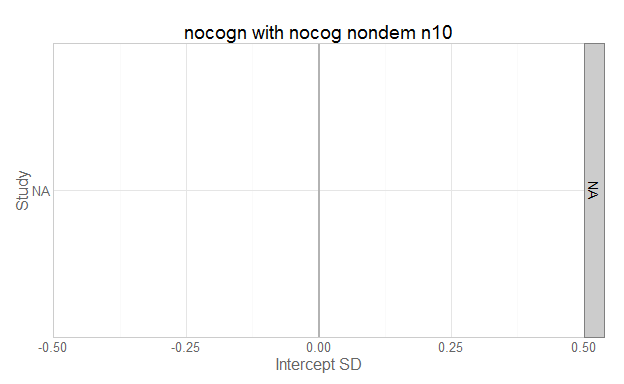 nocogn with nocog nondem n10
Study
NA
NA
-0.50 -0.25 0.00 0.25 0.50
Intercept SD